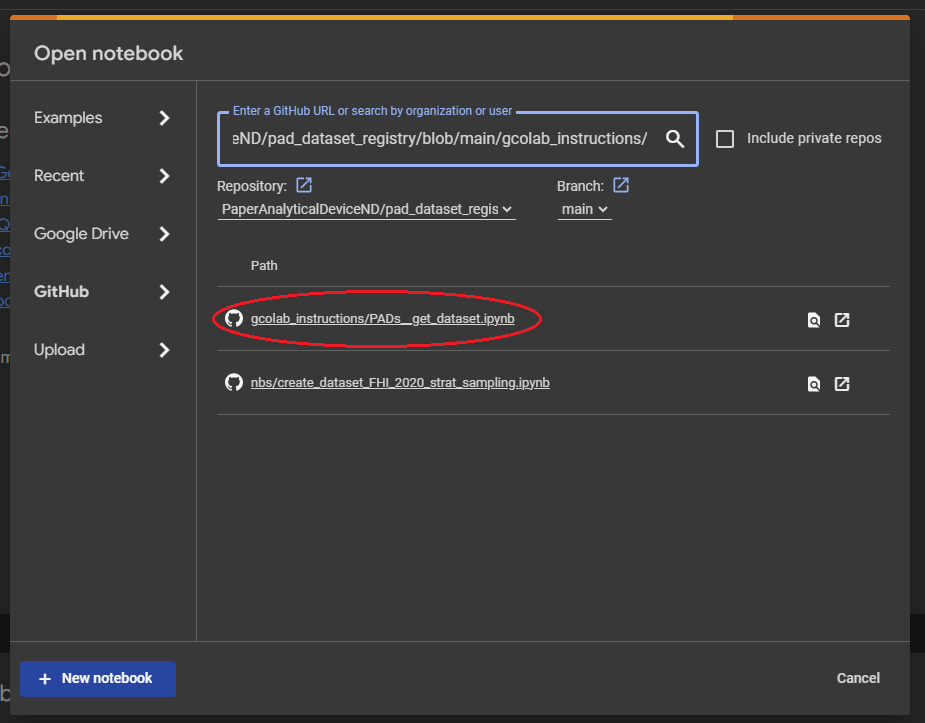 Open notebook
Examples
Recent
Google Drive
GitHub
Upload
Enter a GitHub URL or search by organization or user
eND/pad_dataset_registry/blob/main/gcolab_instructions/
Include private repos
Repository:
Branch:
PaperAnalyticalDeviceND/pad_dataset_regis
main
Path
gcolab_instructions/PADs__get_dataset.ipynb
nbs/create_dataset_FHI_2020_strat_sampling.ipynb
+ New notebook
Cancel